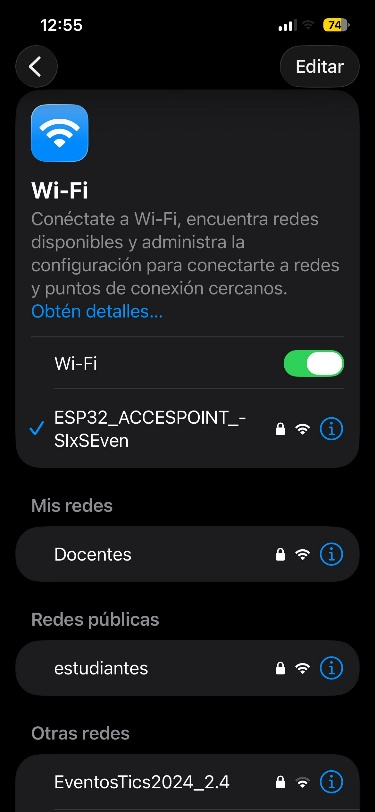 12:55
74
Editar
Wi-Fi
Conéctate a Wi-Fi, encuentra redes
disponibles y administra la
configuración para conectarte a redes
y puntos de conexión cercanos.
Obtén detalles...
Wi-Fi
ESP32_ACCESPOINT_-
SIxSEven
Mis redes
Docentes
Redes públicas
estudiantes
Otras redes
EventosTics2024_2.4